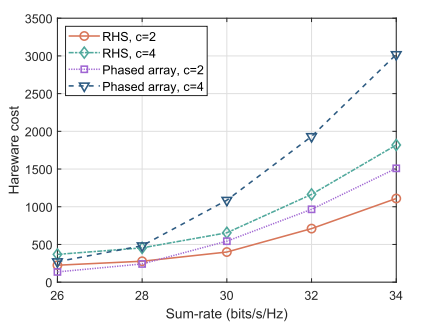 3500
3000
2500
2000
1500
1000
500
0
Hareware cost
RHS, c=2
RHS, c=4
Phased array, c=2
Phased array, c=4
26
28
30
32
34
Sum-rate (bits/s/Hz)